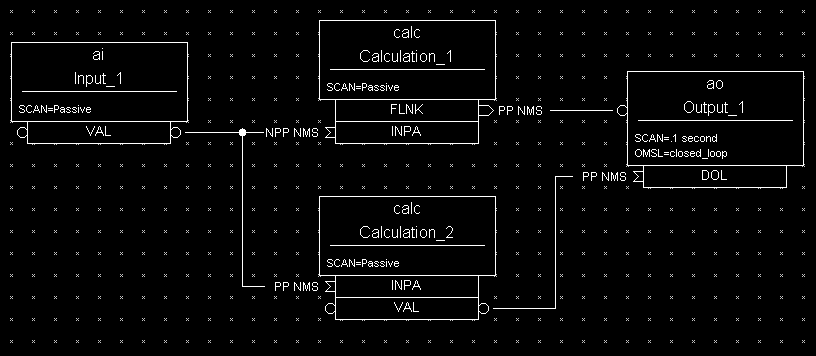 ai
Input_1
SCAN=Passive
VAL
calc
Calculation_1
SCAN=Passive
FLNK
PP NMS
NPP NMS
INPA
ao
Output_1
SCAN=.1 second
OMSL=closed_loop
PP NMS
DOL
calc
Calculation_2
SCAN=Passive
PP NMS
INPA
VAL